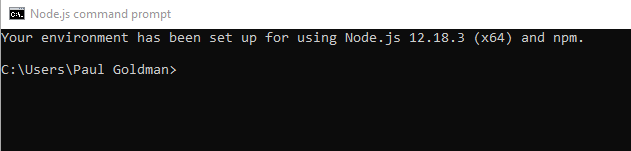 Node.js command prompt
C:\.
Your environment has been set up for using Node.js 12.18.3 (x64) and npm.
C:\Users\Paul Goldman>